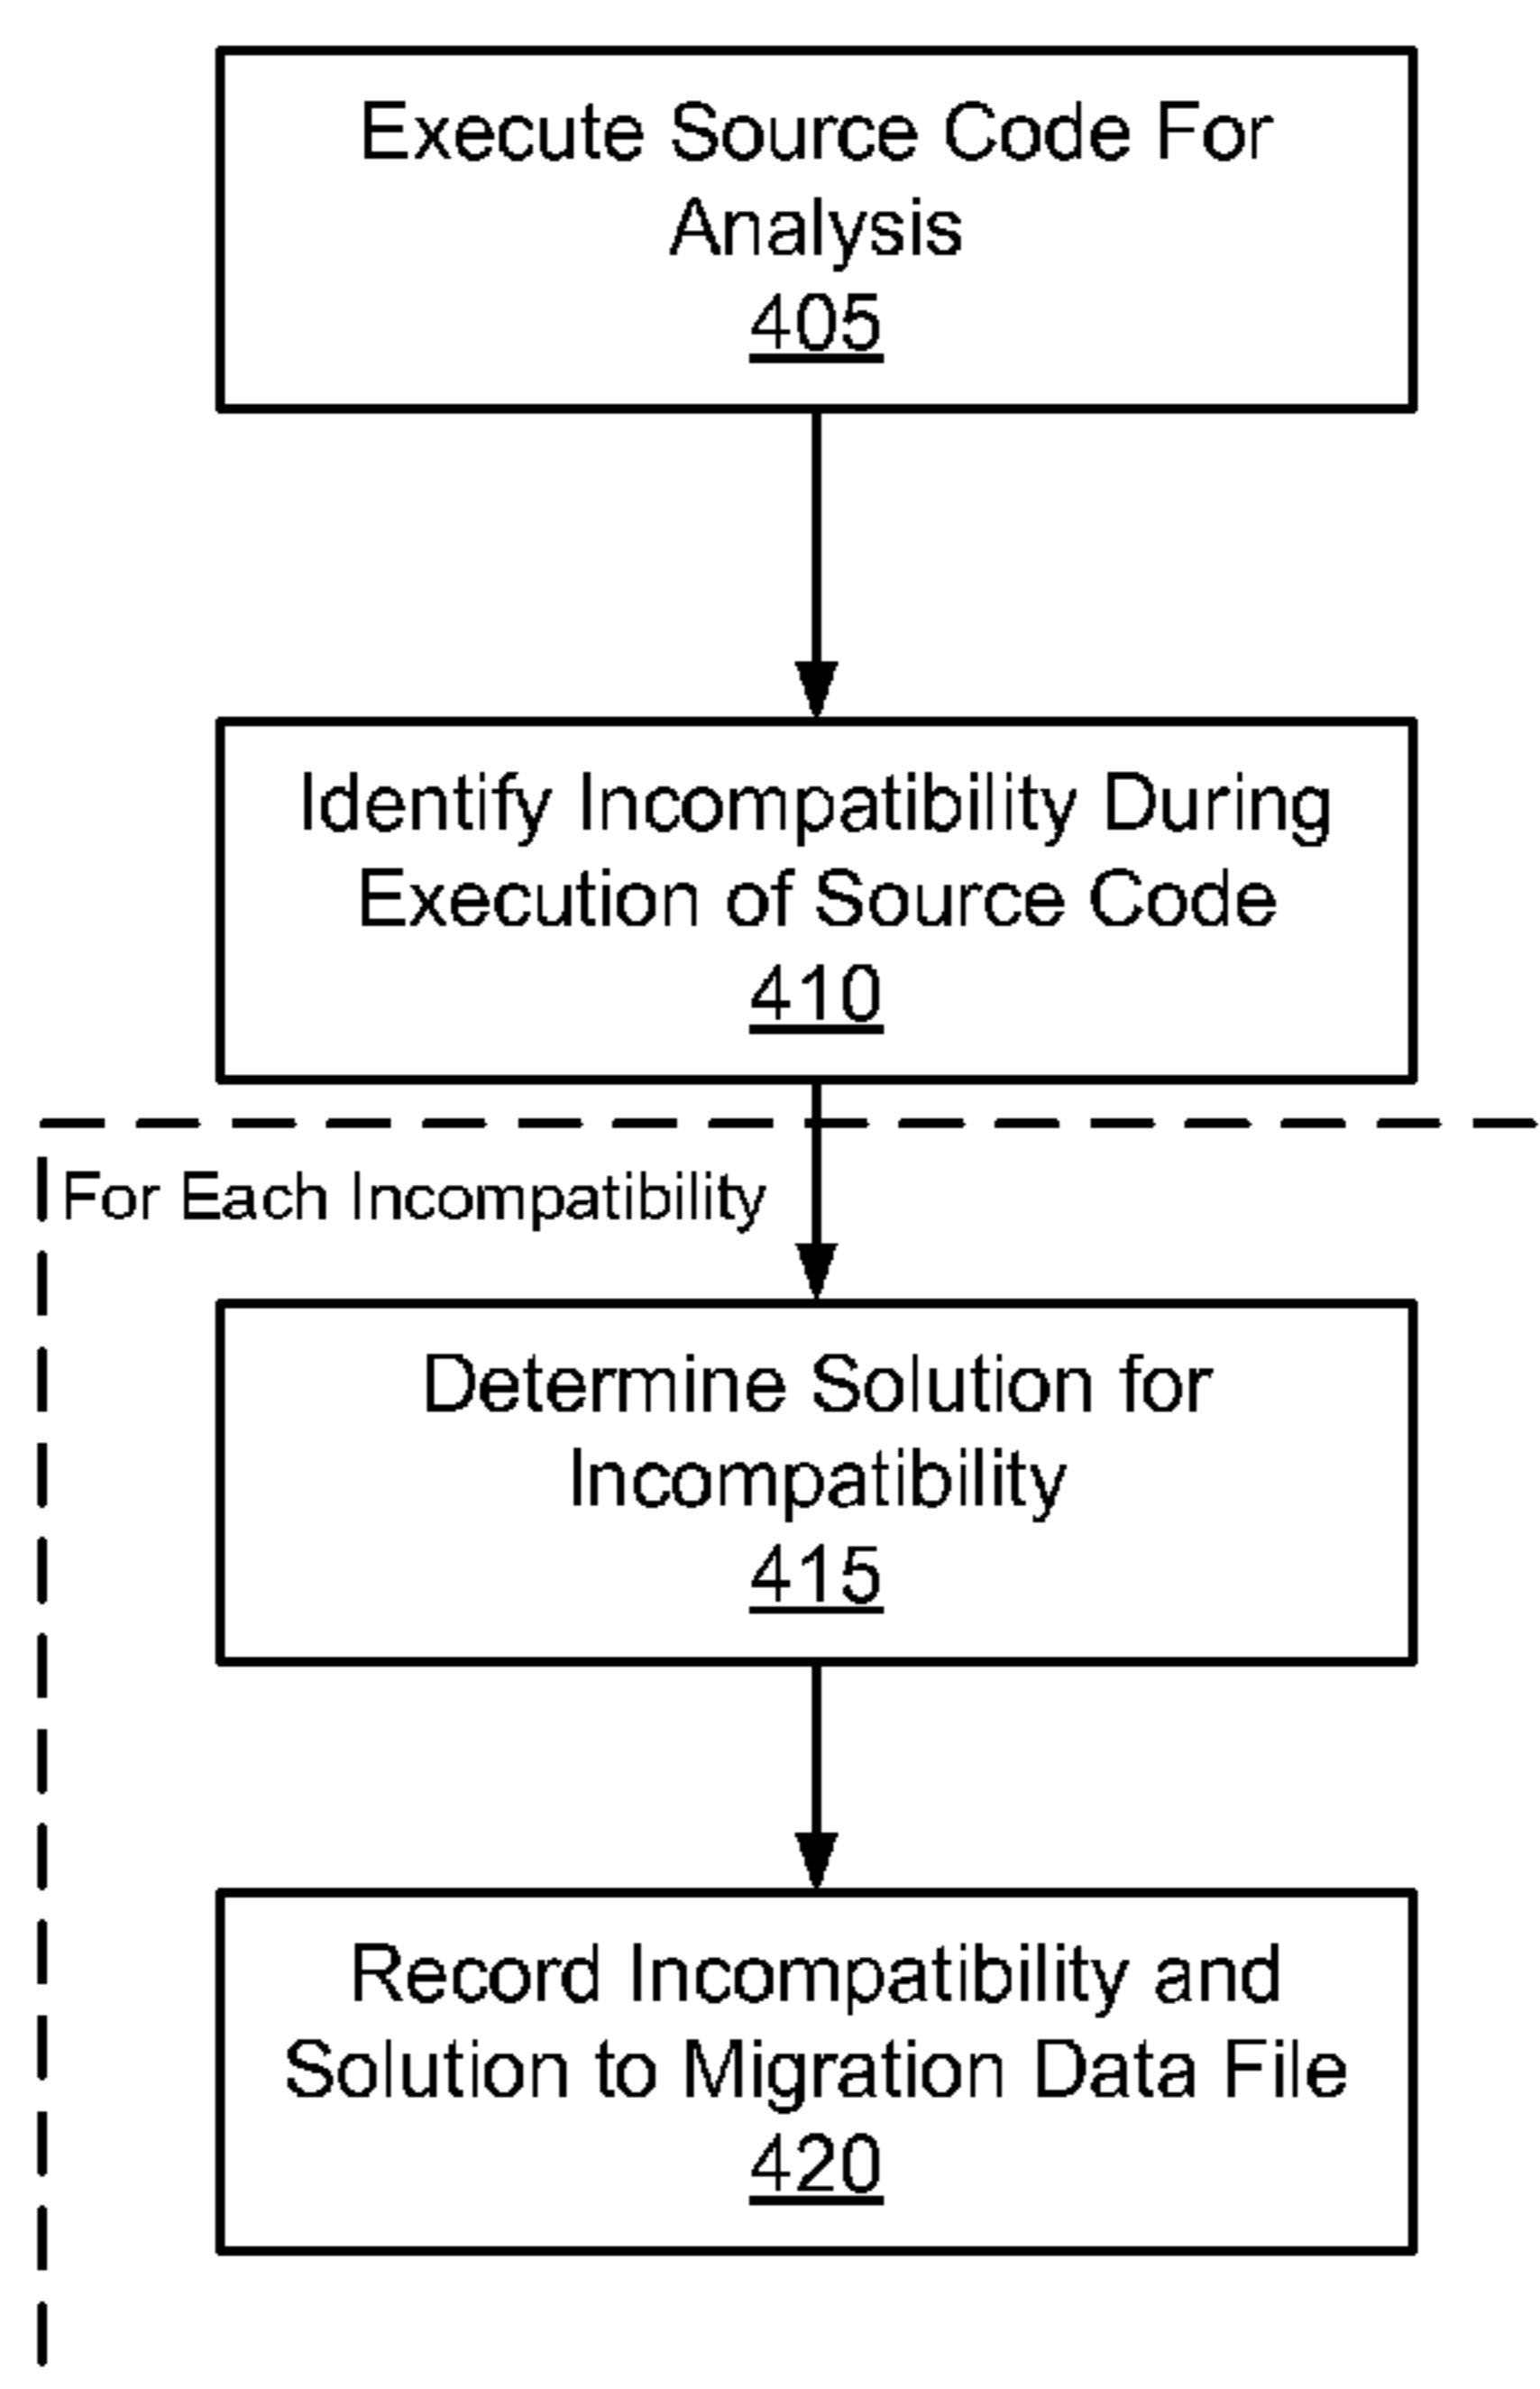 Execute Source Code For
Analysis
405
Identify Incompatibility During
Execution of Source Code
410
For Each Incompatibility
Determine Solution for
Incompatibility
415
Record Incompatibility and
Solution to Migration Data File
420